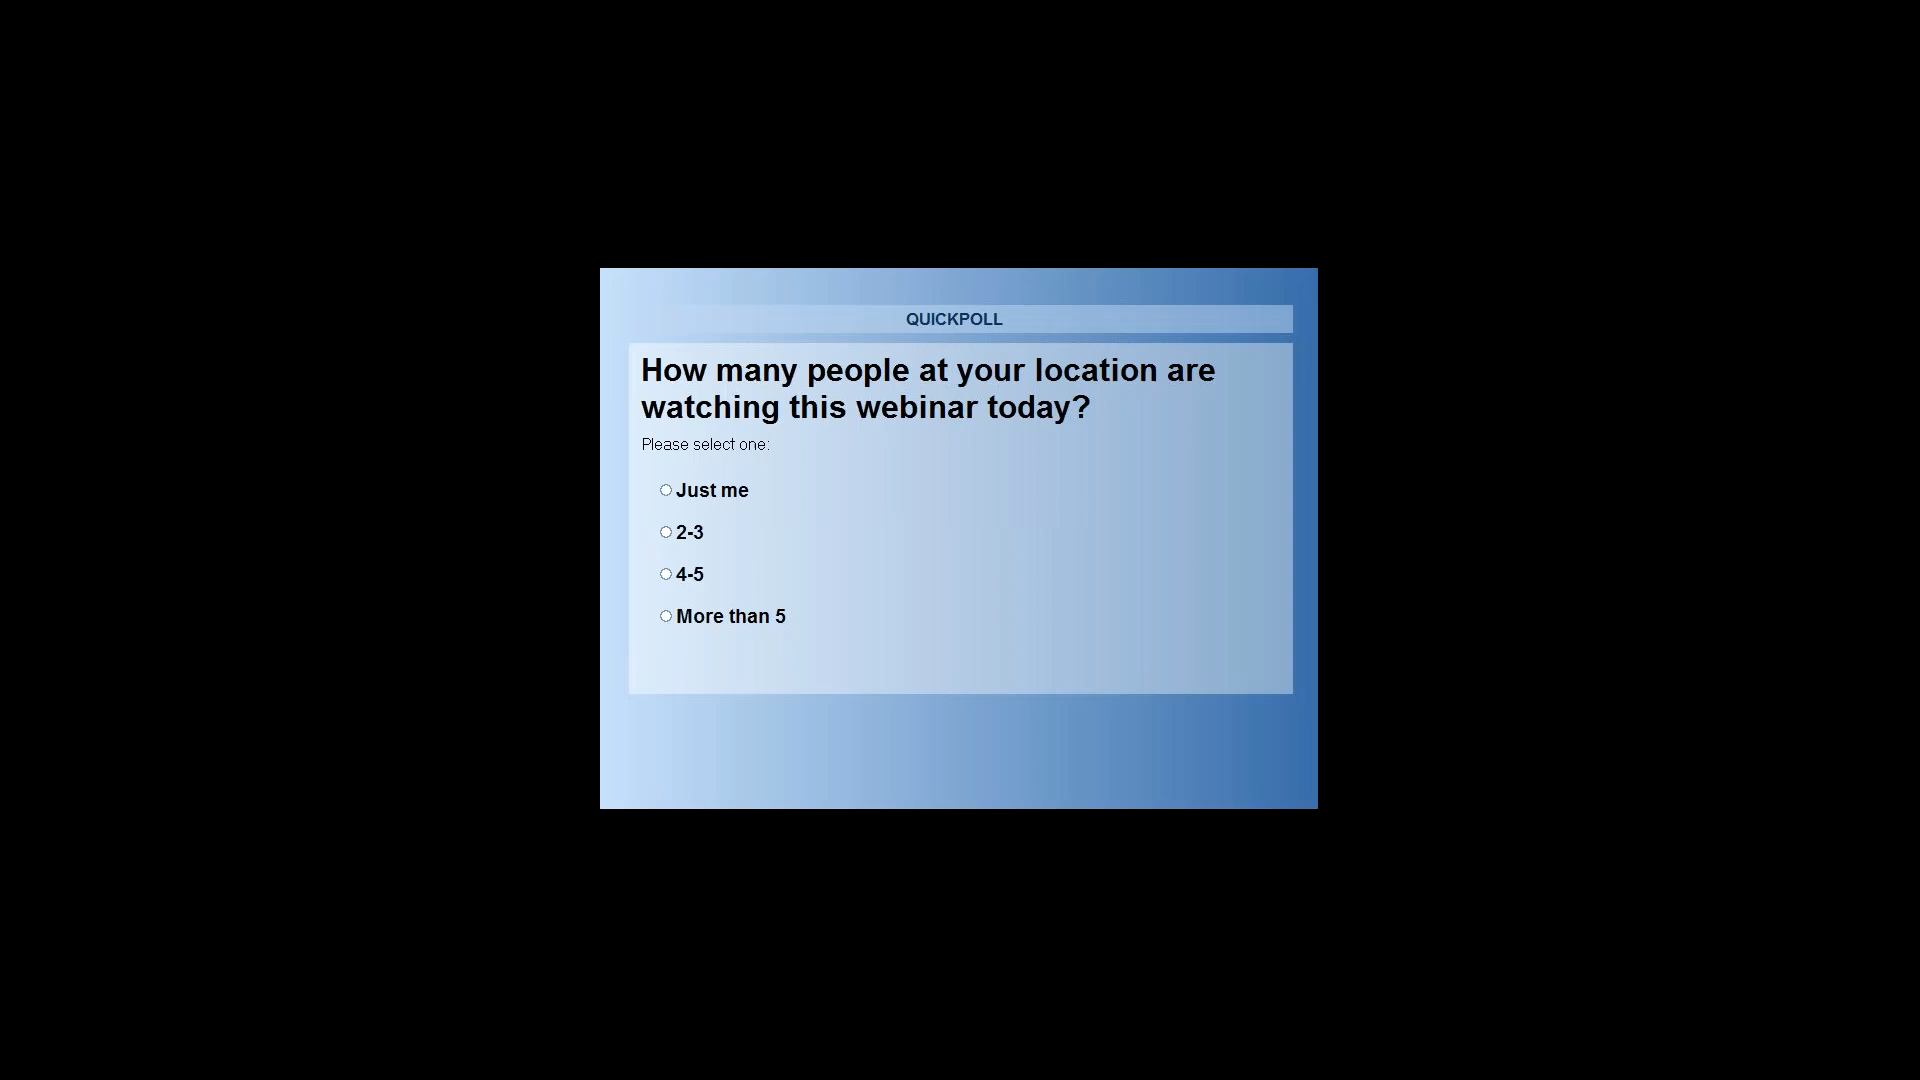 QUICKPOLL
How many people at your location are
watching this webinar today?
Please select one:
Just me
2-3
4-5
More than 5